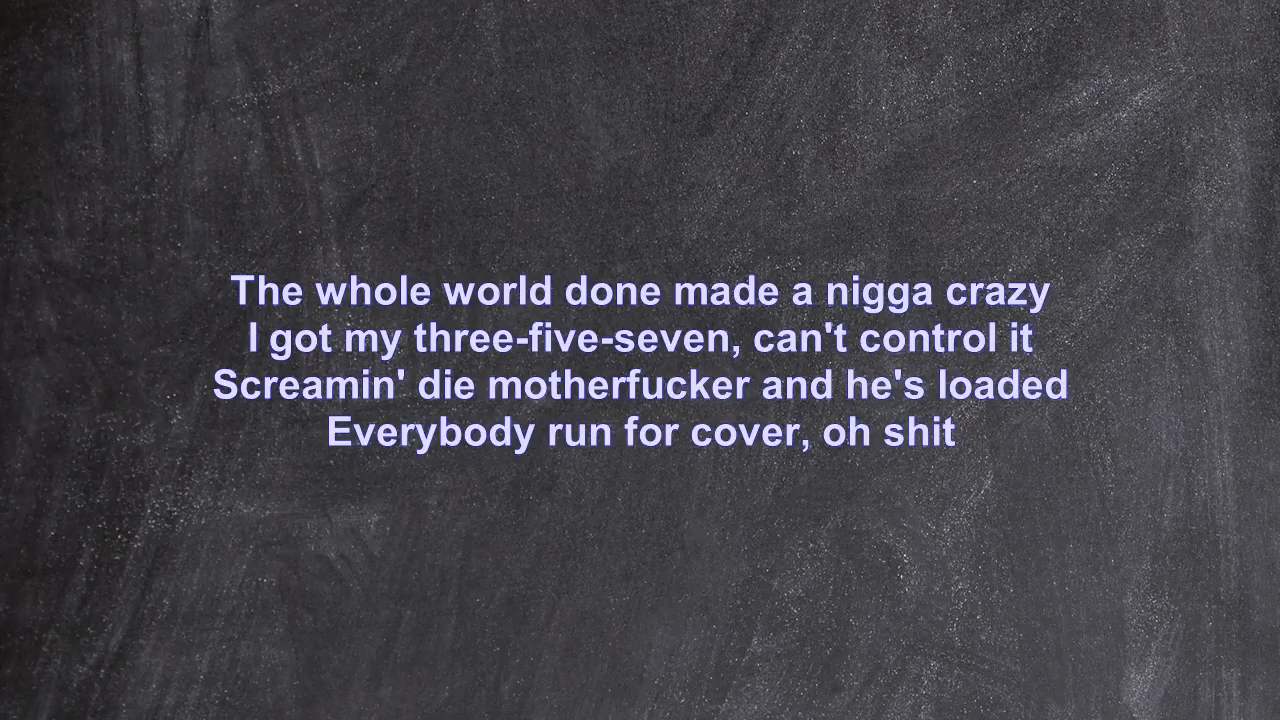 The whole world done made a nigga crazy
I got my three-five-seven, can't control it
Screamin' die motherfucker and he's loaded
Everybody run for cover, oh shit